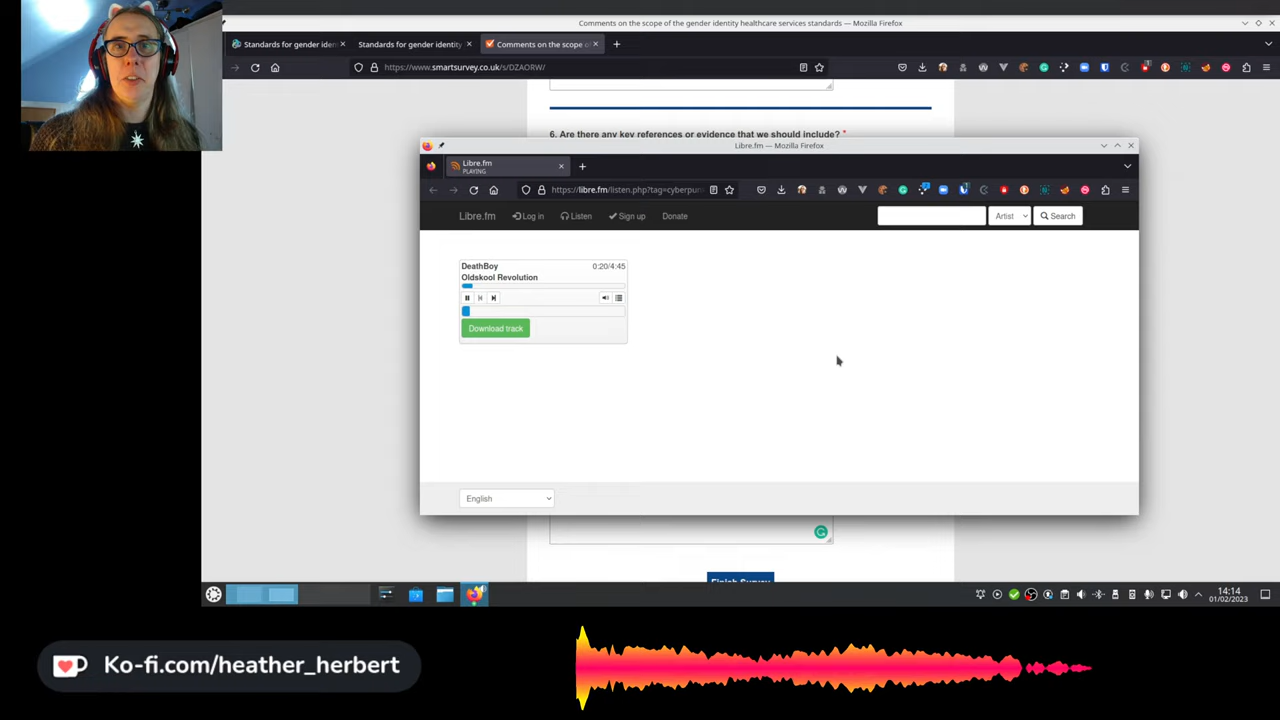 Comments on the scope of the gender identity healthcare services standards — Mozilla Firefox
Standards for gender iden
Standards for gender identity
Comments on the scope of
https://www.smartsurvey.co.uk/s/DZAORW/
6. Are there any key references or evidence that we should include? *
Libre.fm — Mozilla Firefox
Libre.fm
PLAYING
https://libre.fm/listen.php?tag=cyberpun
Libre.fm
Log in
Listen
Sign up
Donate
Artist
Search
DeathBoy
0:20/4:45
Oldskool Revolution
Download track
English
Finish Survey
14:14
01/02/2023
Ko-fi.com/heather_herbert